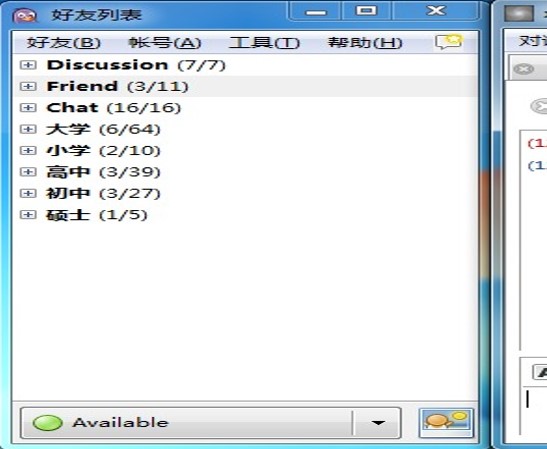 好友列表
好友(B) 帐号(A) 工具(T) 帮助(H)
Discussion (7/7)
Friend (3/11)
Chat (16/16)
大学 (6/64)
小学 (2/10)
高中 (3/39)
初中 (3/27)
硕士 (1/5)
Available
(1
(1